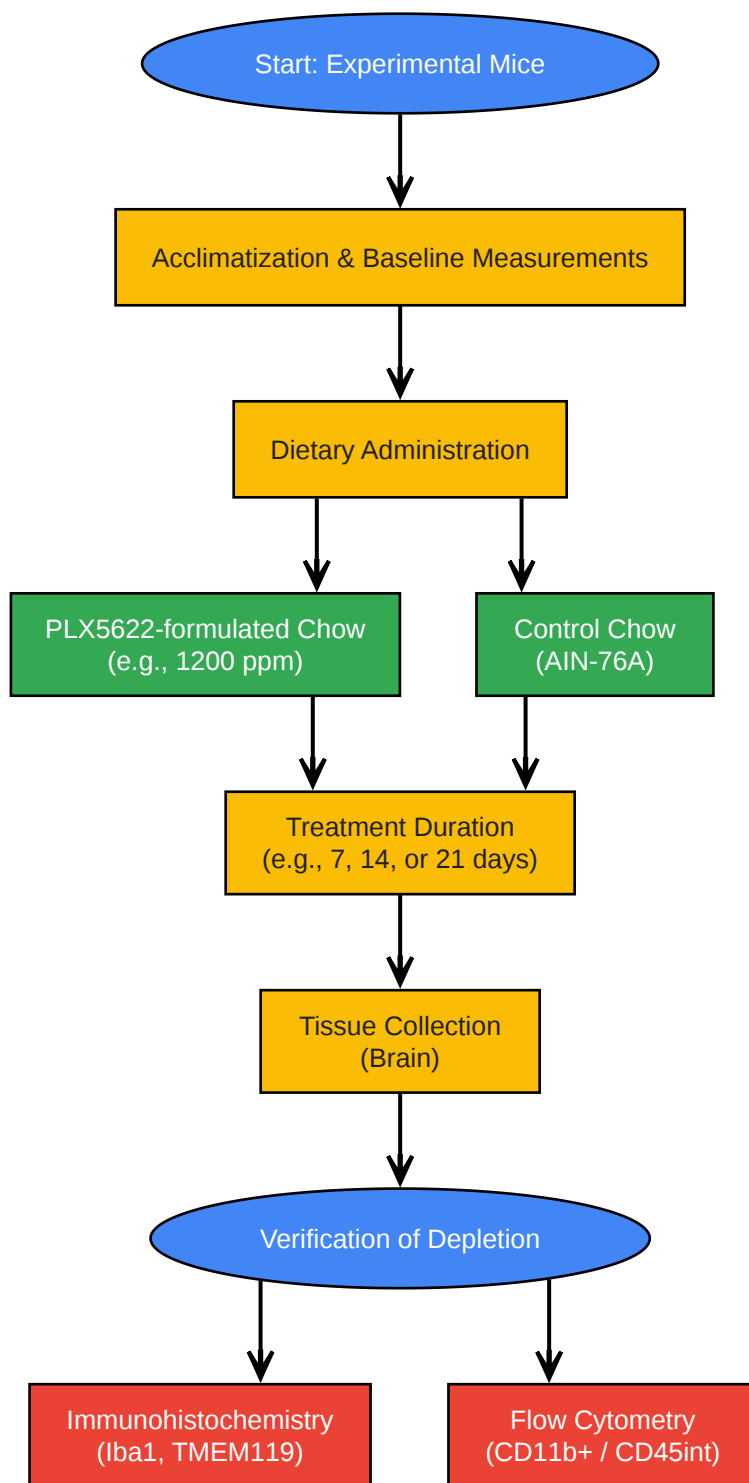 Start: Experimental Mice
Acclimatization & Baseline Measurements
Dietary Administration
PLX5622-formulated Chow
(e.g., 1200 ppm)
Control Chow
(AIN-76A)
Treatment Duration
(e.g., 7, 14, or 21 days)
Tissue Collection
(Brain)
Verification of Depletion
Immunohistochemistry
(Iba1, TMEM119)
Flow Cytometry
(CD11b+ / CD45int)